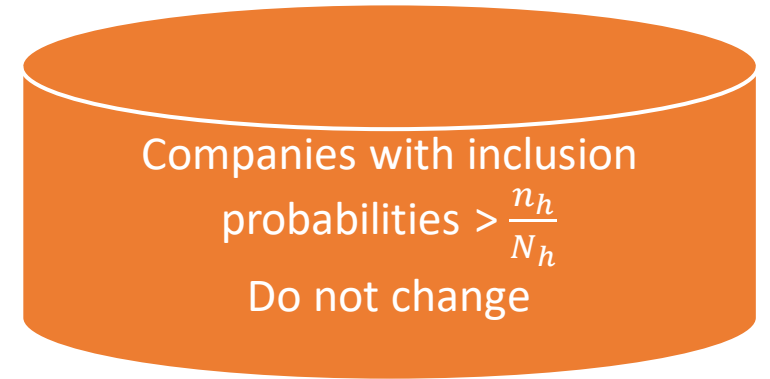 Companies with inclusion
probabilities > n_h/N_h
Do not change